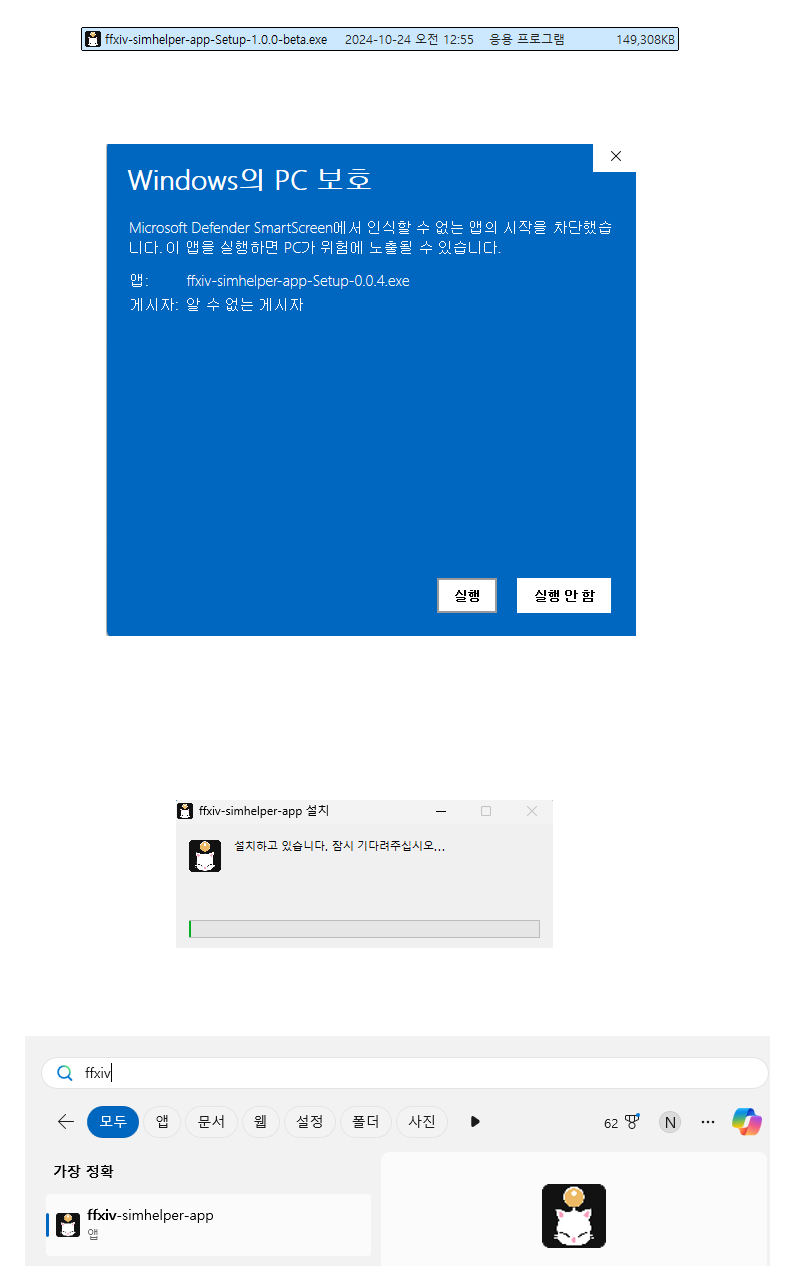 ffxiv-simhelper-app-Setup-1.0.0-beta.exe 2024-10-24 오전 12:55 응용 프로그램 149,308KB
Windows의 PC 보호
Microsoft Defender SmartScreen에서 인식할 수 없는 앱의 시작을 차단했습
니다. 이 앱을 실행하면 PC가 위험에 노출될 수 있습니다.
앱: ffxiv-simhelper-app-Setup-0.0.4.exe
게시자: 알 수 없는 게시자
실행 실행 안 함
ffxiv-simhelper-app 설치
설치하고 있습니다. 잠시 기다려주십시오...
ffxiv
모두 앱 문서 웹 설정 폴더 사진 62 N
가장 정확
ffxiv-simhelper-app
앱